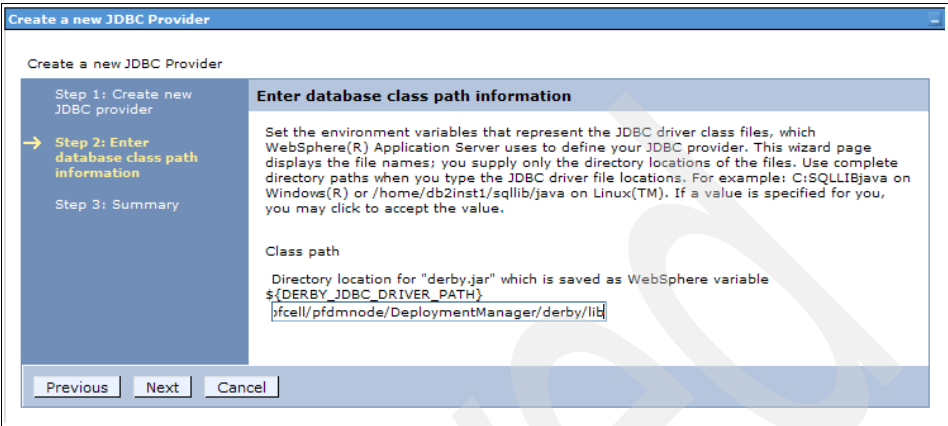 Create a new JDBC Provider
Create a new JDBC Provider
Step 1: Create new
JDBC provider
Step 2: Enter
database class path
information
Step 3: Summary
Enter database class path information
Set the environment variables that represent the JDBC driver class files, which
WebSphere(R) Application Server uses to define your JDBC provider. This wizard page
displays the file names; you supply only the directory locations of the files. Use complete
directory paths when you type the JDBC driver file locations. For example: C:SQLLIBjava on
Windows(R) or /home/db2inst1/sqllib/java on Linux(TM). If a value is specified for you,
you may click to accept the value.
Class path
Directory location for "derby.jar" which is saved as WebSphere variable
${DERBY_JDBC_DRIVER_PATH}
ofcell/pfdmnode/DeploymentManager/derby/lib
Previous Next Cancel